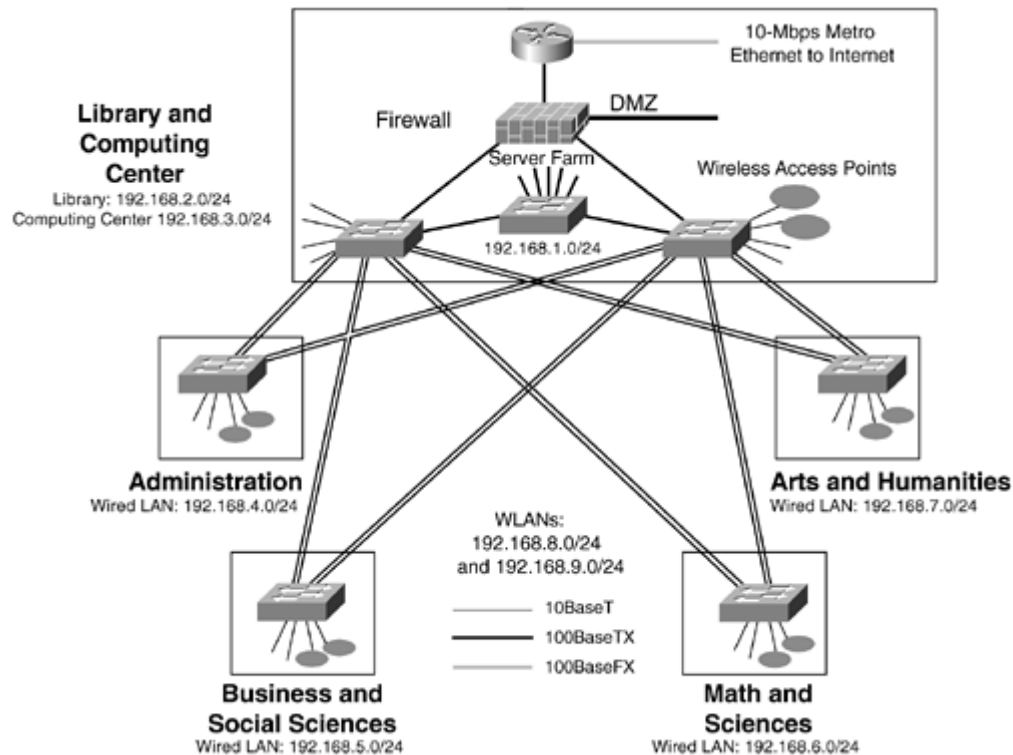 10-Mbps Metro
Ethernet to Internet
DMZ
Firewall
Library and
Computing
Center
Library: 192.168.2.0/24
Computing Center 192.168.3.0/24
Server Farm
Wireless Access Points
192.168.1.0/24
Administration
Wired LAN: 192.168.4.0/24
Arts and Humanities
Wired LAN: 192.168.7.0/24
WLANs:
192.168.8.0/24
and 192.168.9.0/24
10BaseT
100BaseTX
100BaseFX
Business and
Social Sciences
Wired LAN: 192.168.5.0/24
Math and
Sciences
Wired LAN: 192.168.6.0/24